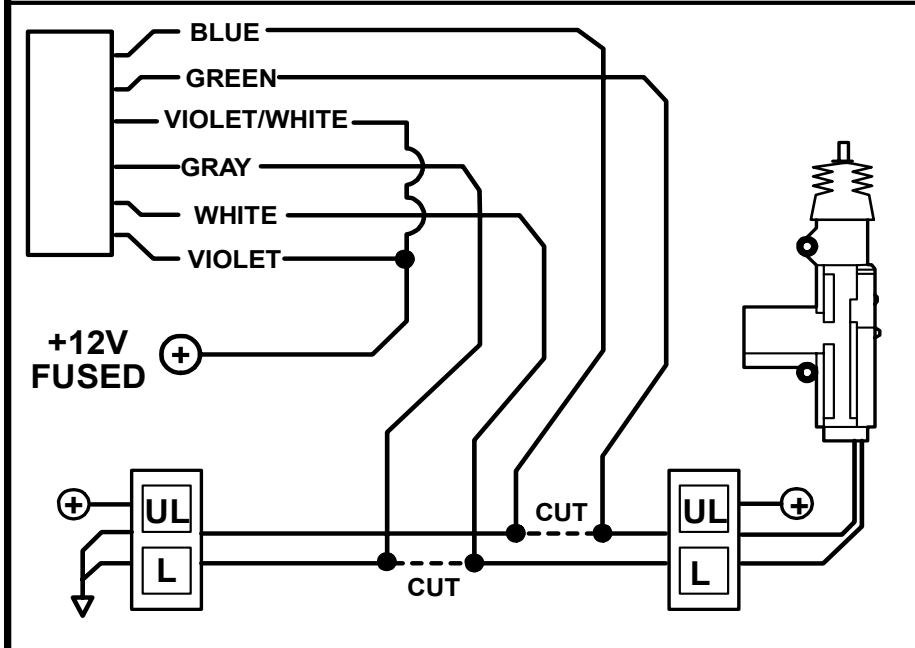 BLUE
GREEN
VIOLET/WHITE
GRAY
WHITE
VIOLET
+12V
FUSED
+
+
UL
L
CUT
CUT
UL
L
+